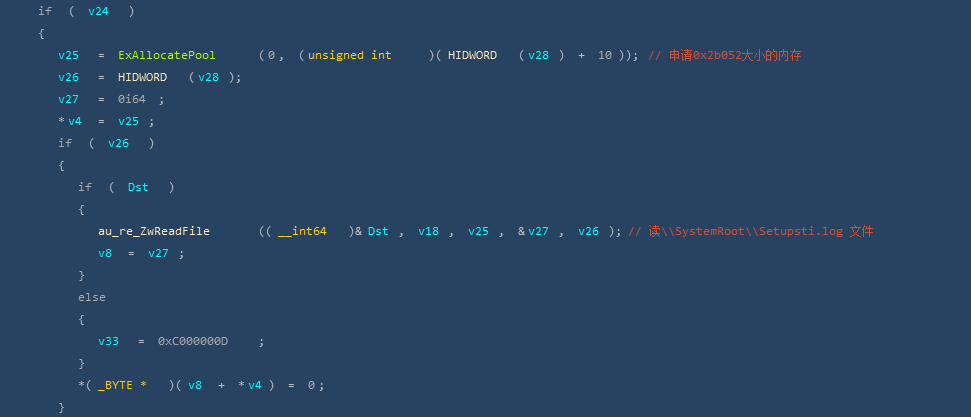 if ( v24 )
{
v25 = ExAllocatePool (0, (unsigned int )( HIDWORD ( v28 ) + 10 )); // 申请0x2b052大小的内存
v26 = HIDWORD ( v28 );
v27 = 0i64 ;
* v4 = v25 ;
if ( v26 )
{
if ( Dst )
{
au_re_ZwReadFile (( __int64 )& Dst , v18 , v25 , & v27 , v26 ); // 读\\SystemRoot\\Setupsti.log 文件
v8 = v27 ;
}
else
{
v33 = 0xC000000D ;
}
*( _BYTE * )( v8 + * v4 ) = 0 ;
}